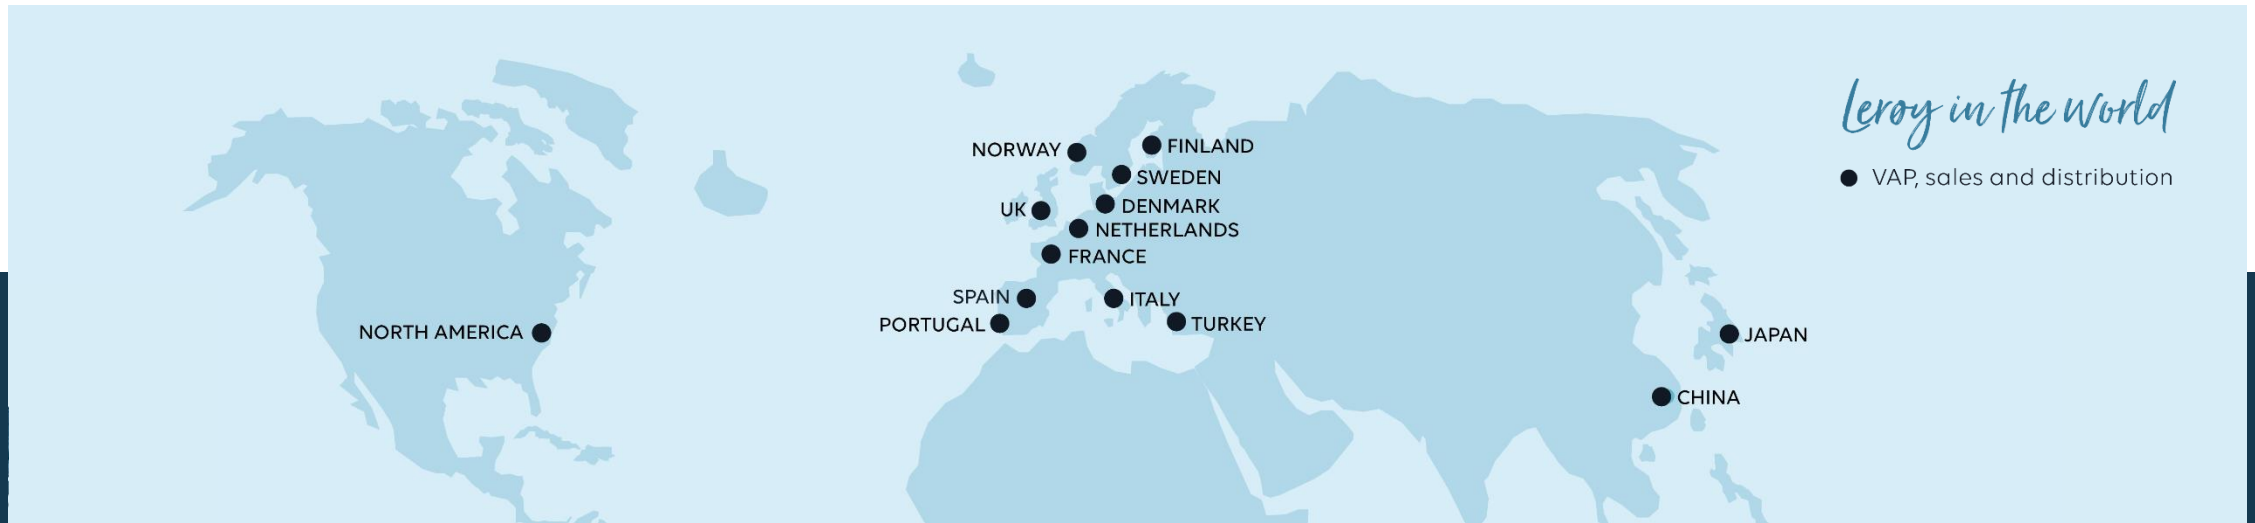 Lerøy in the world
VAP, sales and distribution
NORWAY
FINLAND
SWEDEN
UK
DENMARK
NETHERLANDS
FRANCE
SPAIN
ITALY
PORTUGAL
TURKEY
NORTH AMERICA
JAPAN
CHINA